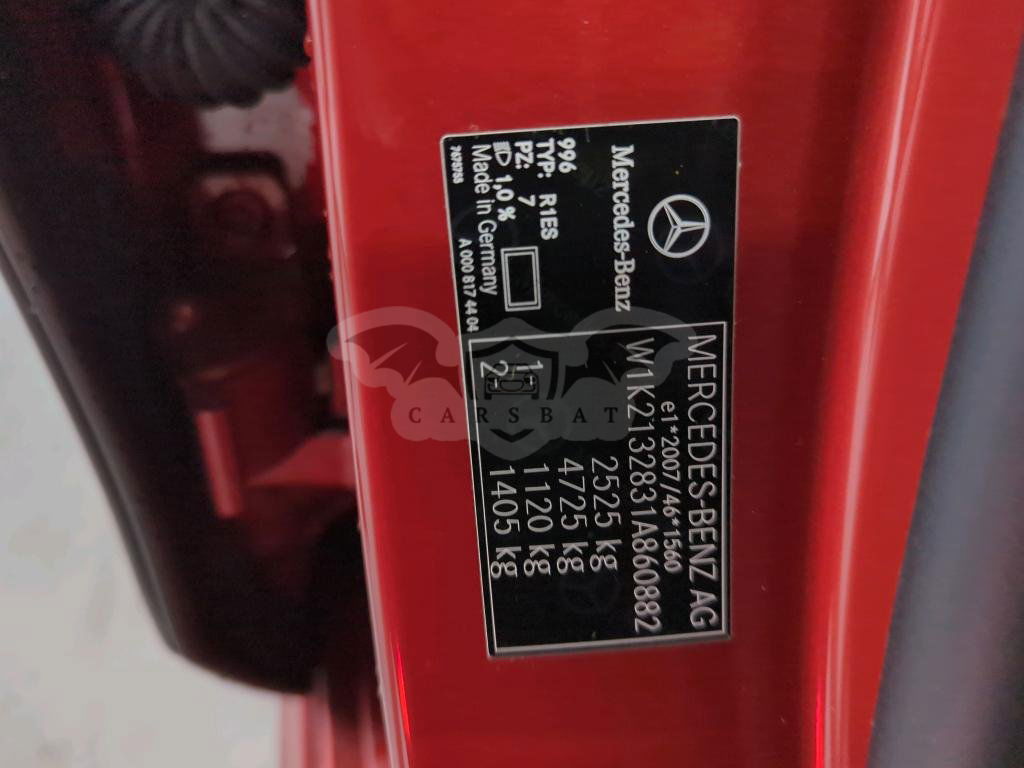 Mercedes-Benz
996
TYP: R1ES
PZ: 7
1,0 %
Made in Germany
7075755
A 000 817 44 04
MERCEDES-BENZ AG
e1*2007/46*1560
W1K2132831A860882
2525 kg
4725 kg
1- 1120 kg
2- 1405 kg
CARSBAT